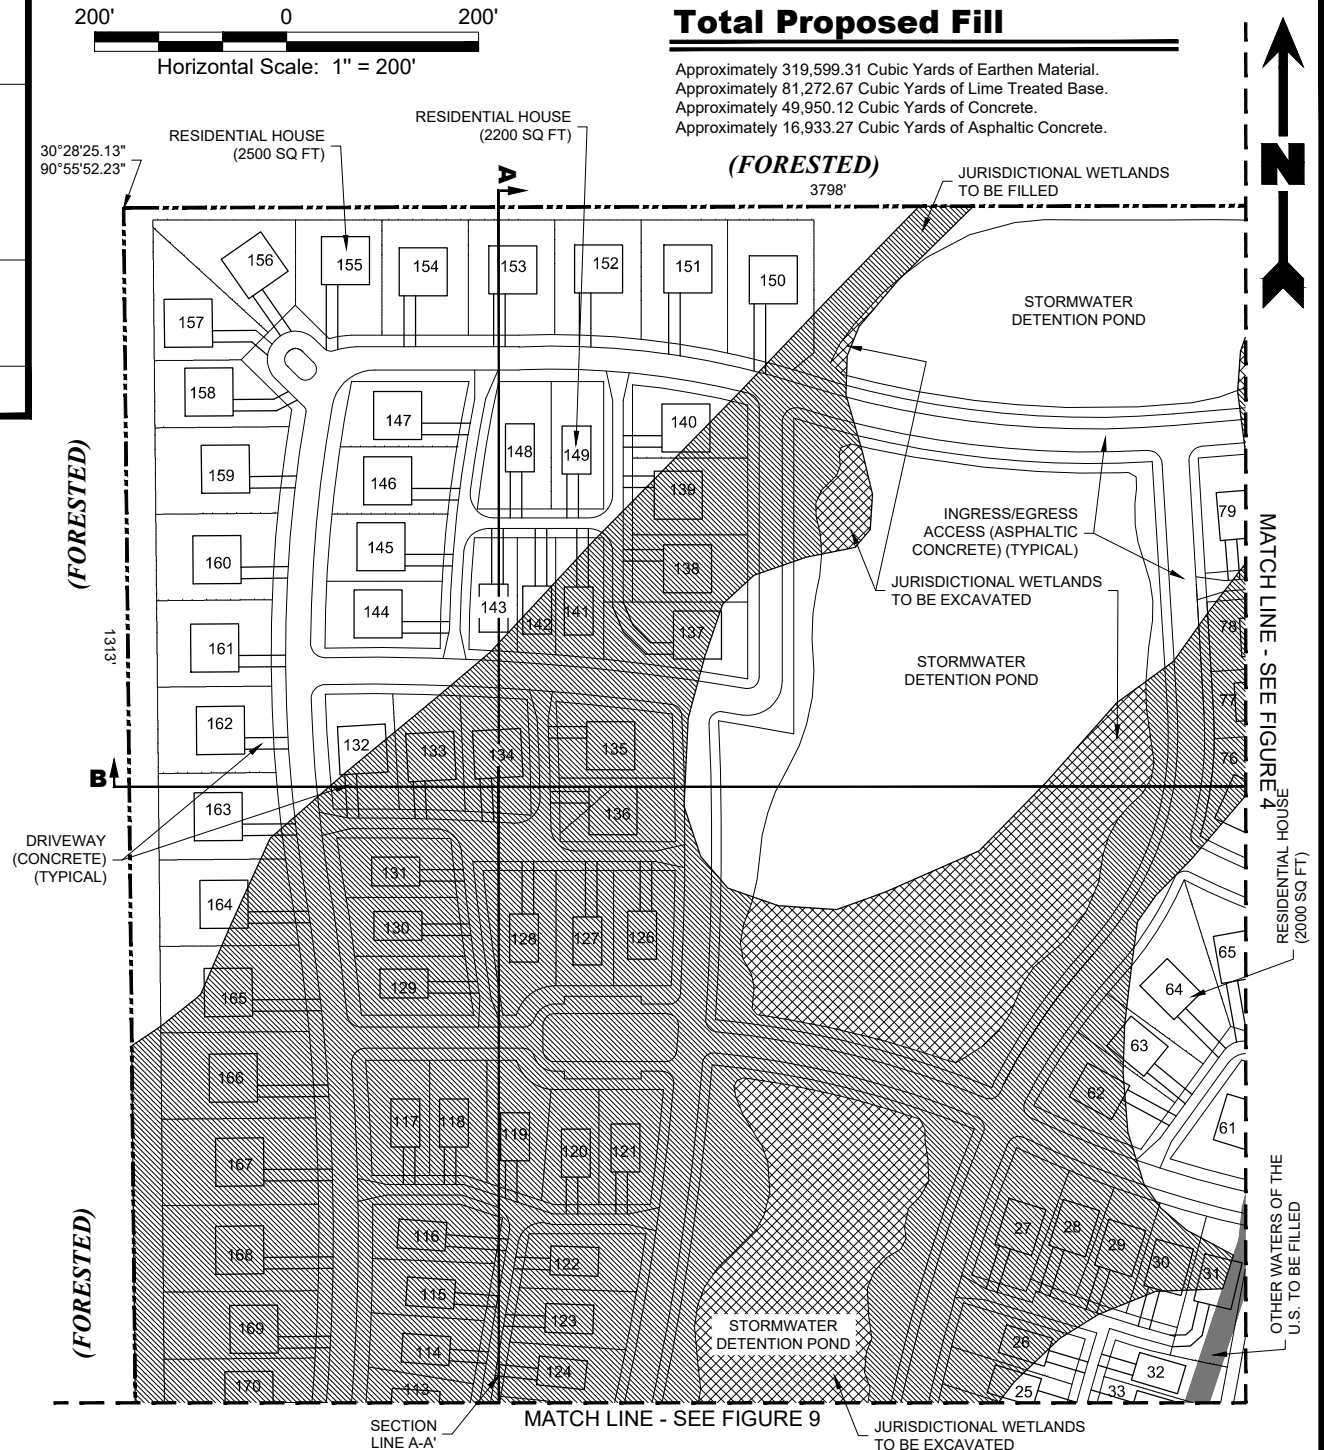 200'
0
200'
Horizontal Scale: 1" = 200'
Total Proposed Fill
Approximately 319,599.31 Cubic Yards of Earthen Material.
Approximately 81,272.67 Cubic Yards of Lime Treated Base.
Approximately 49,950.12 Cubic Yards of Concrete.
Approximately 16,933.27 Cubic Yards of Asphaltic Concrete.
N
30°28'25.13"
90°55'52.23"
RESIDENTIAL HOUSE
(2500 SQ FT)
RESIDENTIAL HOUSE
(2200 SQ FT)
A
(FORESTED)
3798'
JURISDICTIONAL WETLANDS
TO BE FILLED
156
155
154
153
152
151
150
STORMWATER
DETENTION POND
157
158
147
148
149
140
159
146
139
(FORESTED)
INGRESS/EGRESS
ACCESS (ASPHALTIC
CONCRETE) (TYPICAL)
79
MATCH LINE - SEE FIGURE 4
160
145
138
JURISDICTIONAL WETLANDS
TO BE EXCAVATED
144
143
142
141
137
78
1313'
161
STORMWATER
DETENTION POND
77
162
132
133
134
135
76
B
163
136
DRIVEWAY
(CONCRETE)
(TYPICAL)
131
RESIDENTIAL HOUSE
(2000 SQ FT)
164
130
128
127
126
65
129
165
64
63
166
62
117
118
119
120
121
61
167
116
122
27
28
29
30
31
168
OTHER WATERS OF THE
U.S. TO BE FILLED
115
123
(FORESTED)
169
114
124
STORMWATER
DETENTION POND
26
32
170
113
25
33
SECTION
LINE A-A'
MATCH LINE - SEE FIGURE 9
JURISDICTIONAL WETLANDS
TO BE EXCAVATED